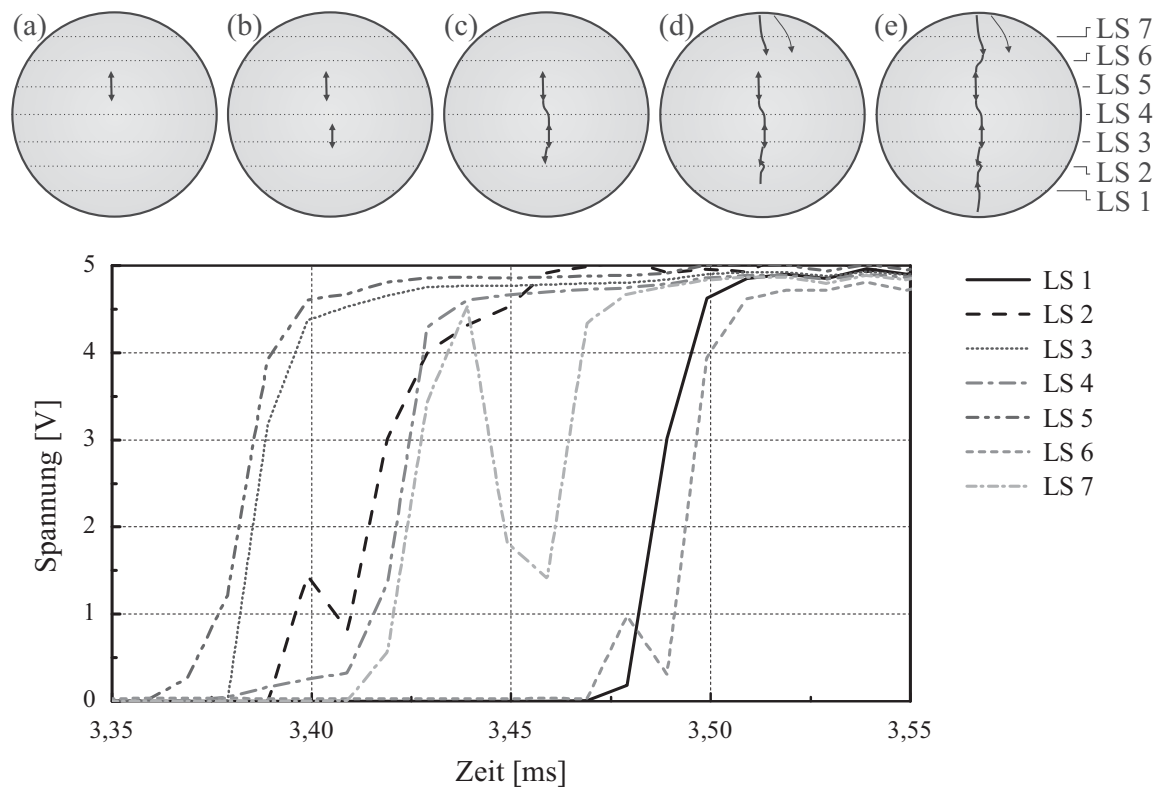 (a) (b) (c) (d) (e)
LS 7
LS 6
LS 5
LS 4
LS 3
LS 2
LS 1
5
4
3
2
1
0
Spannung [V]
3,35 3,40 3,45 3,50 3,55
Zeit [ms]
LS 1
LS 2
LS 3
LS 4
LS 5
LS 6
LS 7